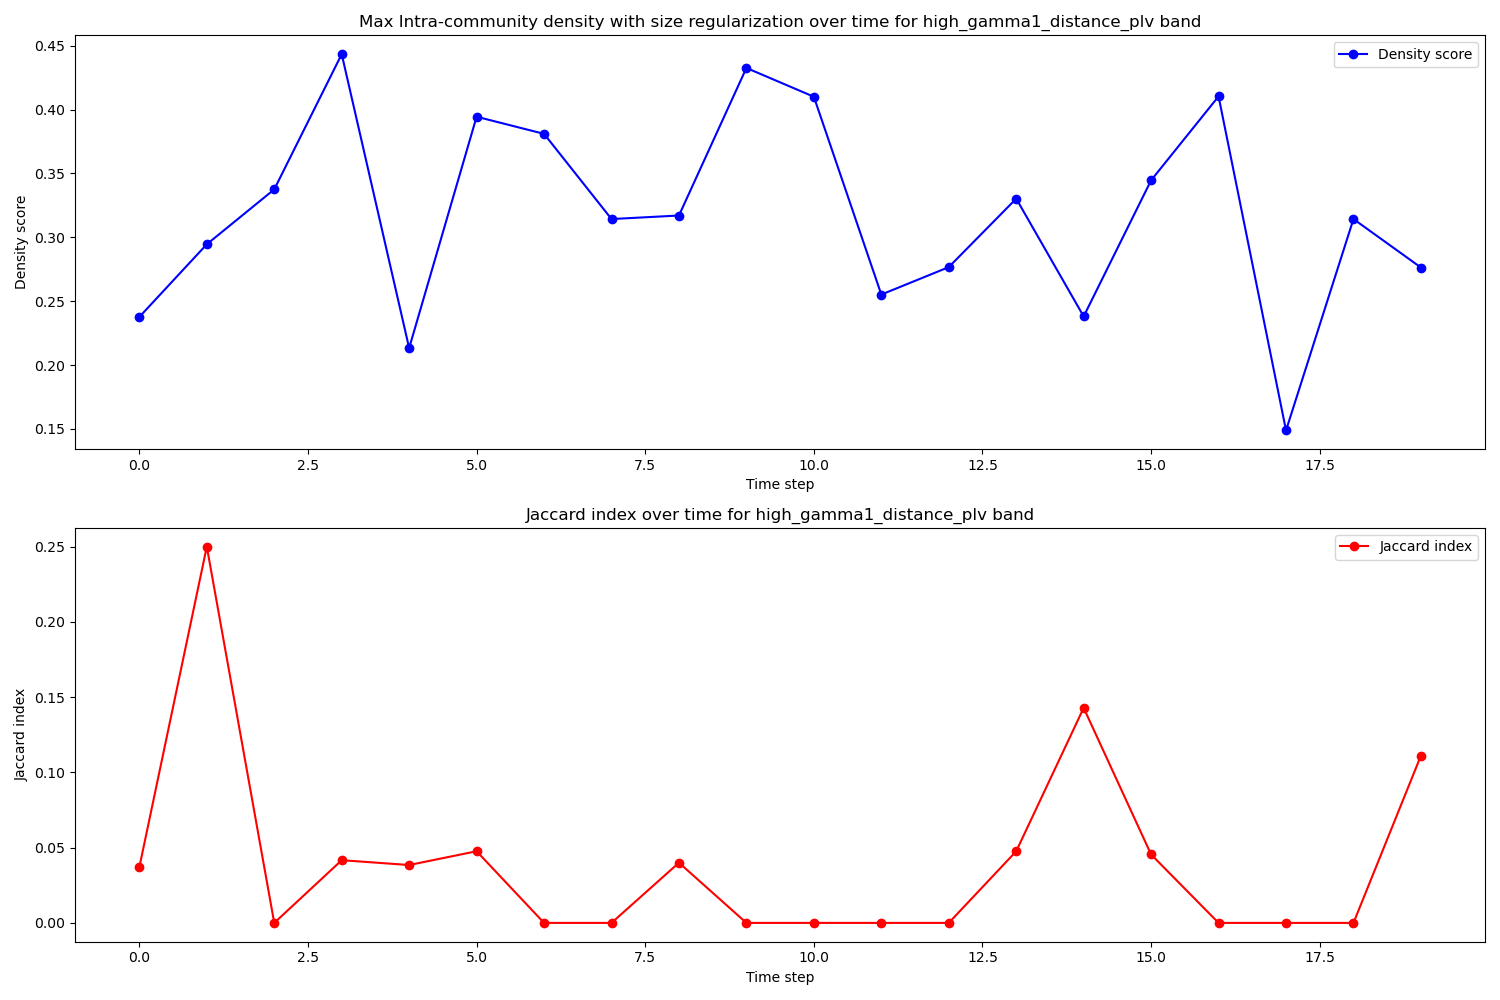 Max Intra-community density with size regularization over time for high_gamma1_distance_plv band
Density score
0.45
0.40
0.35
0.30
0.25
0.20
0.15
Density score
0.0 2.5 5.0 7.5 10.0 12.5 15.0 17.5
Time step
Jaccard index over time for high_gamma1_distance_plv band
Jaccard index
0.25
0.20
0.15
0.10
0.05
0.00
Jaccard index
0.0 2.5 5.0 7.5 10.0 12.5 15.0 17.5
Time step